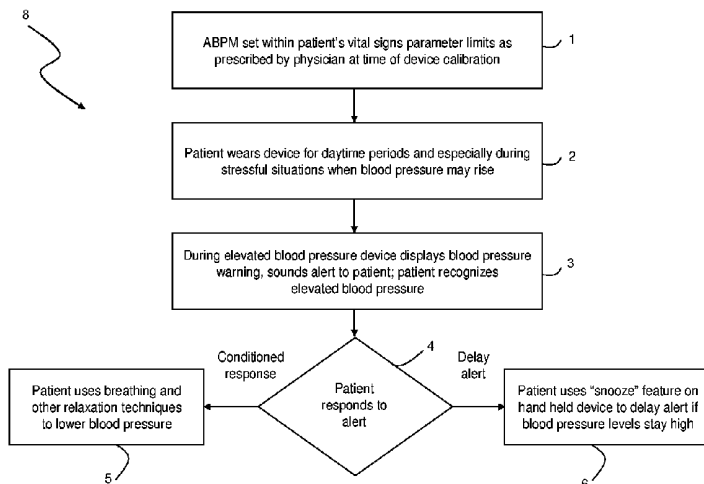 8
ABPM set within patient's vital signs parameter limits as
prescribed by physician at time of device calibration
1
Patient wears device for daytime periods and especially during
stressful situations when blood pressure may rise
2
During elevated blood pressure device displays blood pressure
warning, sounds alert to patient; patient recognizes
elevated blood pressure
3
4
Conditioned
response
Delay
alert
Patient
responds to
alert
Patient uses breathing and
other relaxation techniques
to lower blood pressure
5
Patient uses “snooze” feature on
hand held device to delay alert if
blood pressure levels stay high
6